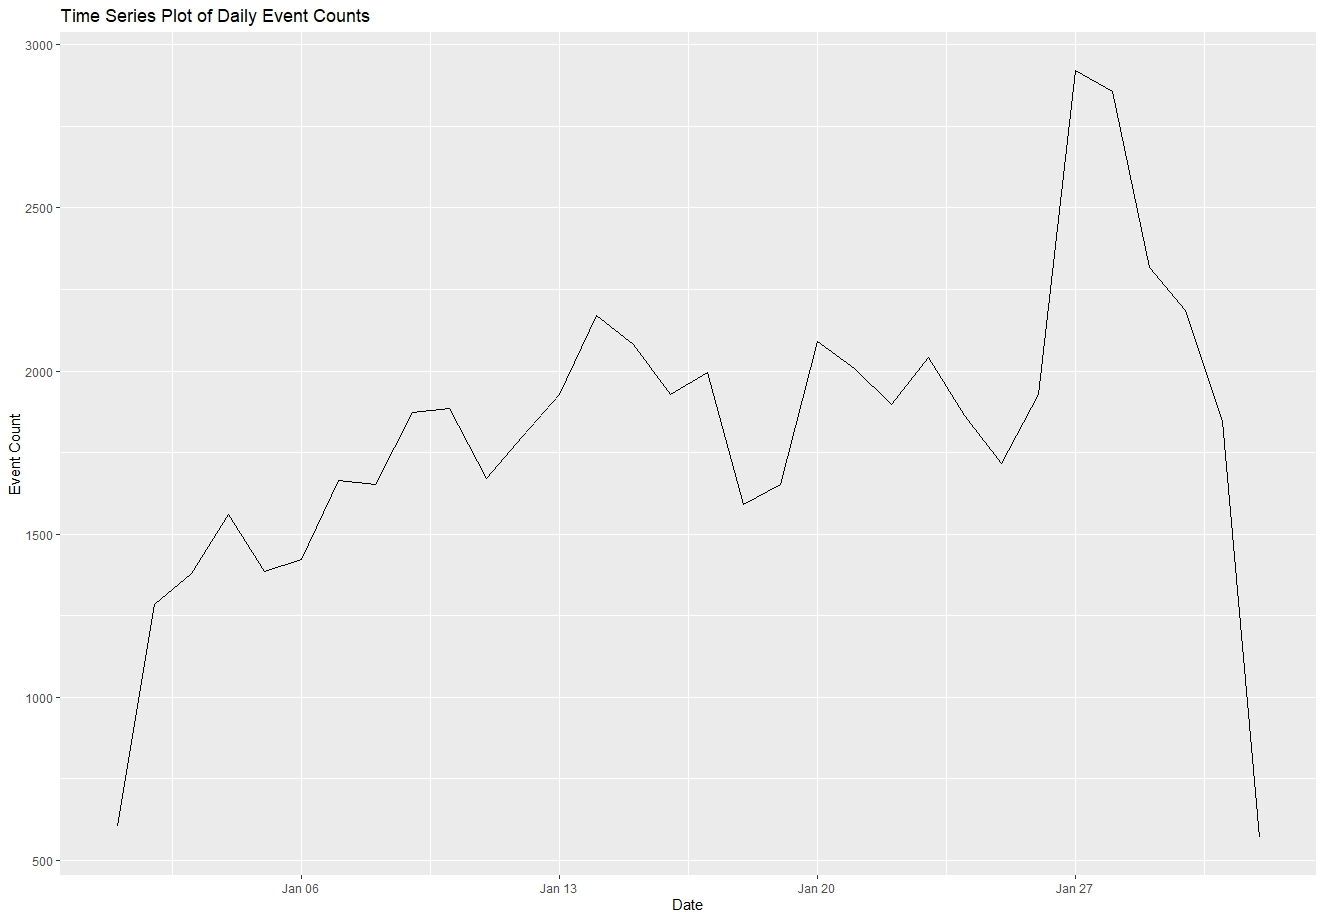 Time Series Plot of Daily Event Counts
3000
2500
2000
1500
1000
500
Event Count
Jan 06
Jan 13
Jan 20
Jan 27
Date